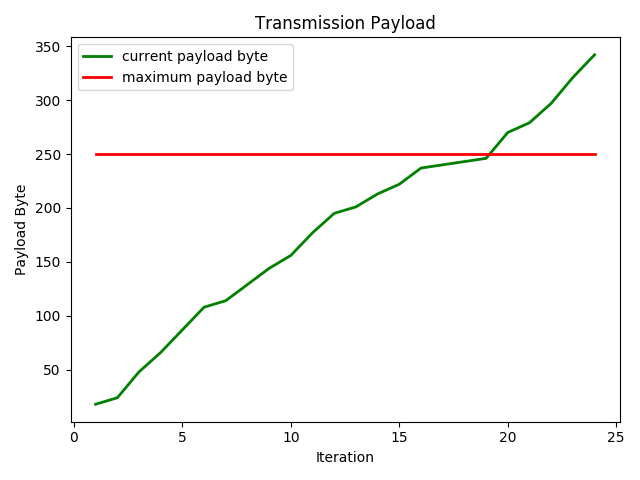 Transmission Payload
current payload byte
maximum payload byte
Payload Byte
350
300
250
200
150
100
50
0 5 10 15 20 25
Iteration